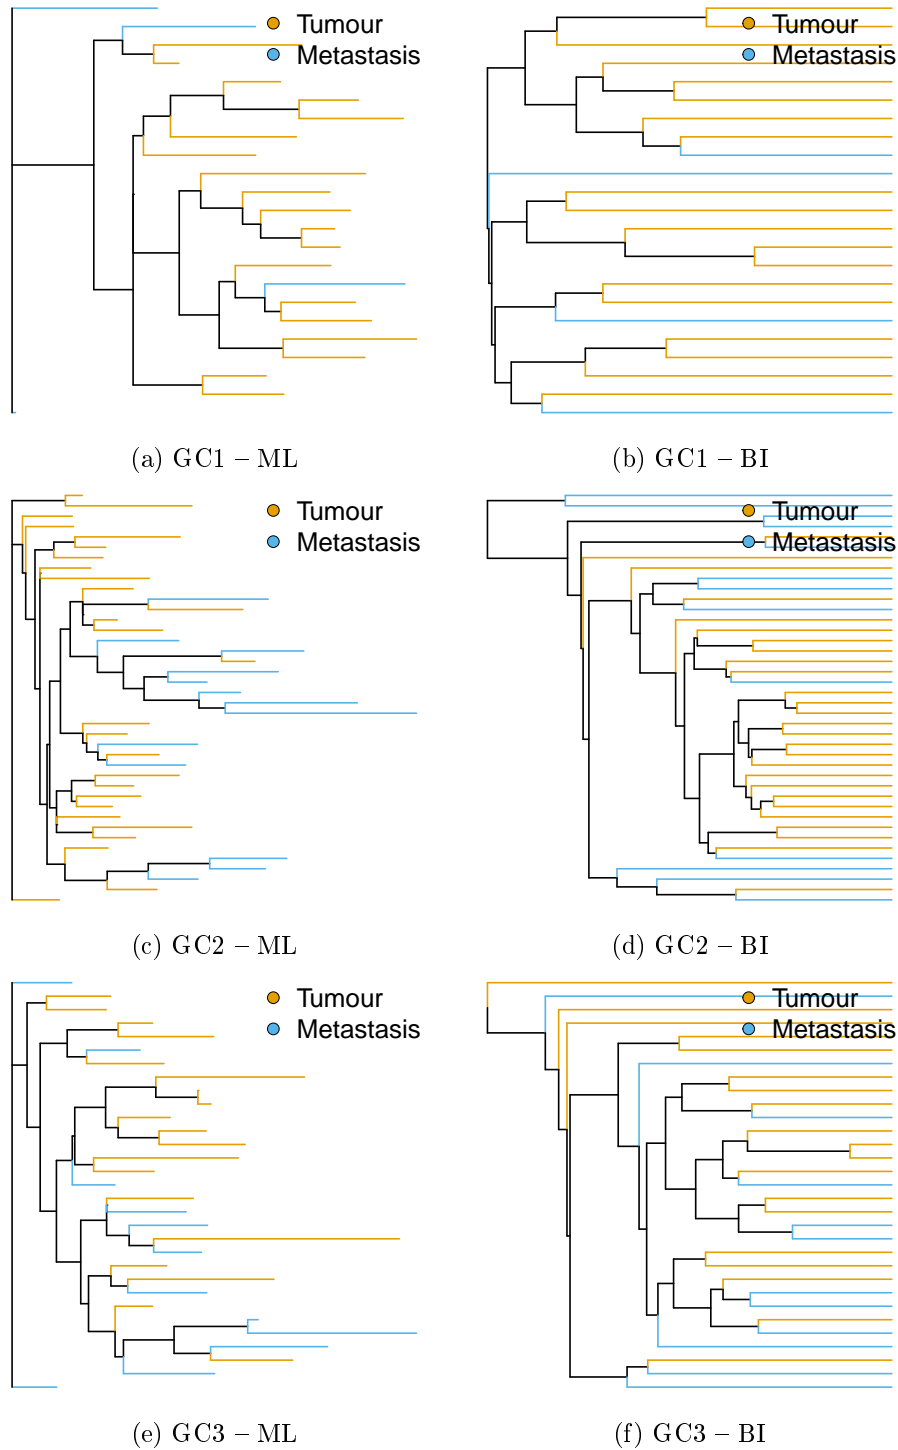 Tumour
Metastasis
Tumour
Metastasis
(a) GC1 – ML
(b) GC1 – BI
Tumour
Metastasis
Tumour
Metastasis
(c) GC2 – ML
(d) GC2 – BI
Tumour
Metastasis
Tumour
Metastasis
(e) GC3 – ML
(f) GC3 – BI